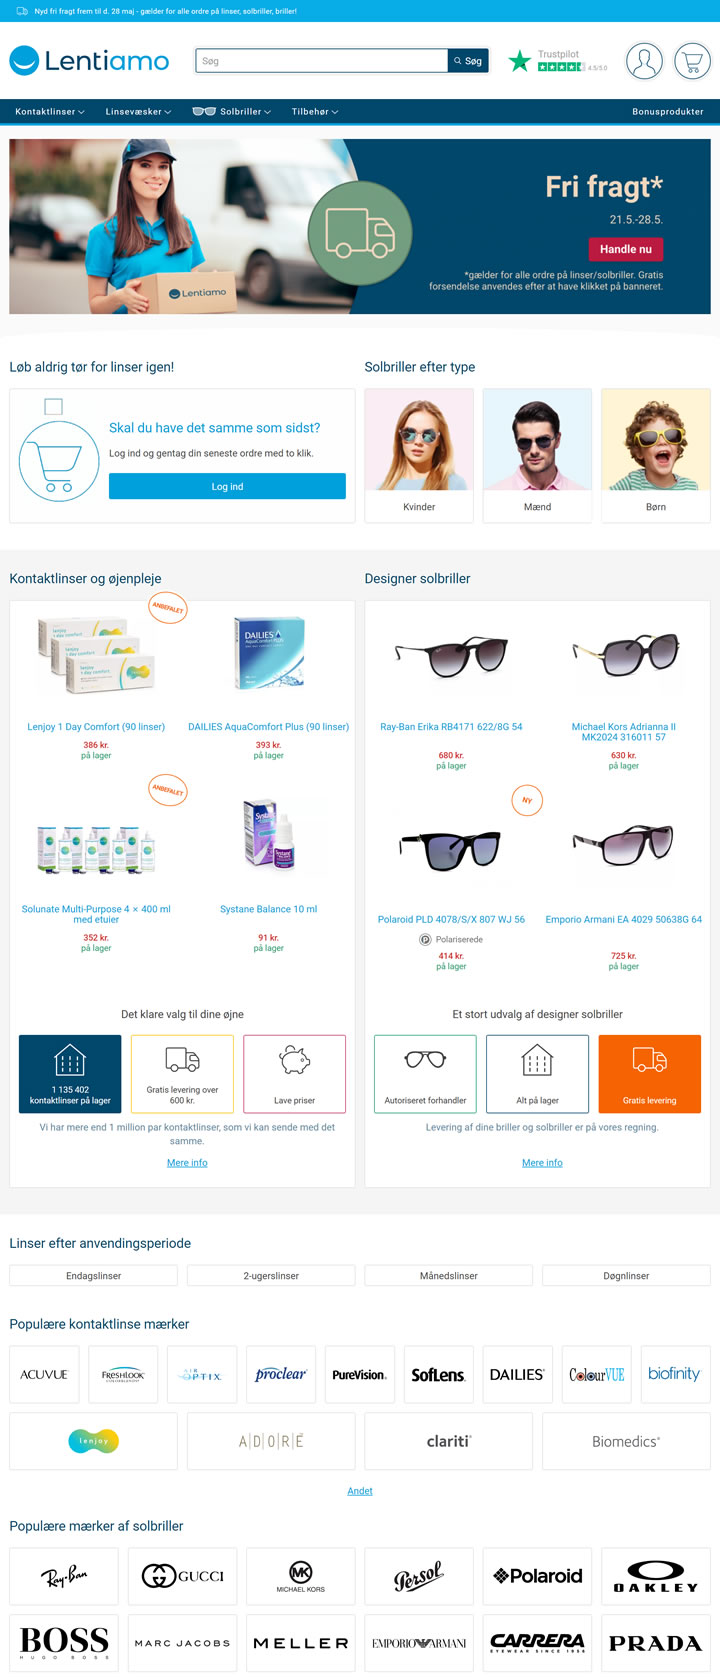 Nyd fri fragt frem til d. 28 maj - gælder for alle ordre på linser, solbriller, briller!
Lentiamo
Søg
Søg
Trustpilot
4.5/5.0
Kontaktlinser
Linsevæsker
Solbriller
Tilbehør
Bonusprodukter
Fri fragt*
21.5.-28.5.
Handle nu
*gælder for alle ordre på linser/solbriller. Gratis
forsendelse anvendes efter at have klikket på banneret.
Lentiamo
Løb aldrig tør for linser igen!
Skal du have det samme som sidst?
Log ind og gentag din seneste ordre med to klik.
Log ind
Solbriller efter type
Kvinder
Mænd
Børn
Kontaktlinser og øjenpleje
ANBEFALET
lenjoy
1 day comfort
DAILIES
AquaComfort Plus
Lenjoy 1 Day Comfort (90 linser)
386 kr.
på lager
DAILIES AquaComfort Plus (90 linser)
393 kr.
på lager
ANBEFALET
Systane
Solunate Multi-Purpose 4 × 400 ml
med etuier
352 kr.
på lager
Systane Balance 10 ml
91 kr.
på lager
Det klare valg til dine øjne
1 135 402
kontaktlinser på lager
Gratis levering over
600 kr.
Lave priser
Vi har mere end 1 million par kontaktlinser, som vi kan sende med det
samme.
Mere info
Designer solbriller
Ray-Ban Erika RB4171 622/8G 54
680 kr.
på lager
Michael Kors Adrianna II
MK2024 316011 57
630 kr.
på lager
Ny
Polaroid PLD 4078/S/X 807 WJ 56
Polariserede
414 kr.
på lager
Emporio Armani EA 4029 50638G 64
725 kr.
på lager
Et stort udvalg af designer solbriller
Autoriseret forhandler
Alt på lager
Gratis levering
Levering af dine briller og solbriller er på vores regning.
Mere info
Linser efter anvendingsperiode
Endagslinser
2-ugerslinser
Månedslinser
Døgnlinser
Populære kontaktlinse mærker
ACUVUE
FRESHLOOK
COLORBLENDS
AIR OPTIX
proclear
PureVision
SofLens
DAILIES
ColourVUE
biofinity
lenjoy
ADORE
clariti
Biomedics
Andet
Populære mærker af solbriller
Ray-Ban
GUCCI
MK
MICHAEL KORS
Persol
Polaroid
OAKLEY
BOSS
HUGO BOSS
MARC JACOBS
MELLER
EMPORIO ARMANI
CARRERA
EYEWEAR SINCE 1956
PRADA